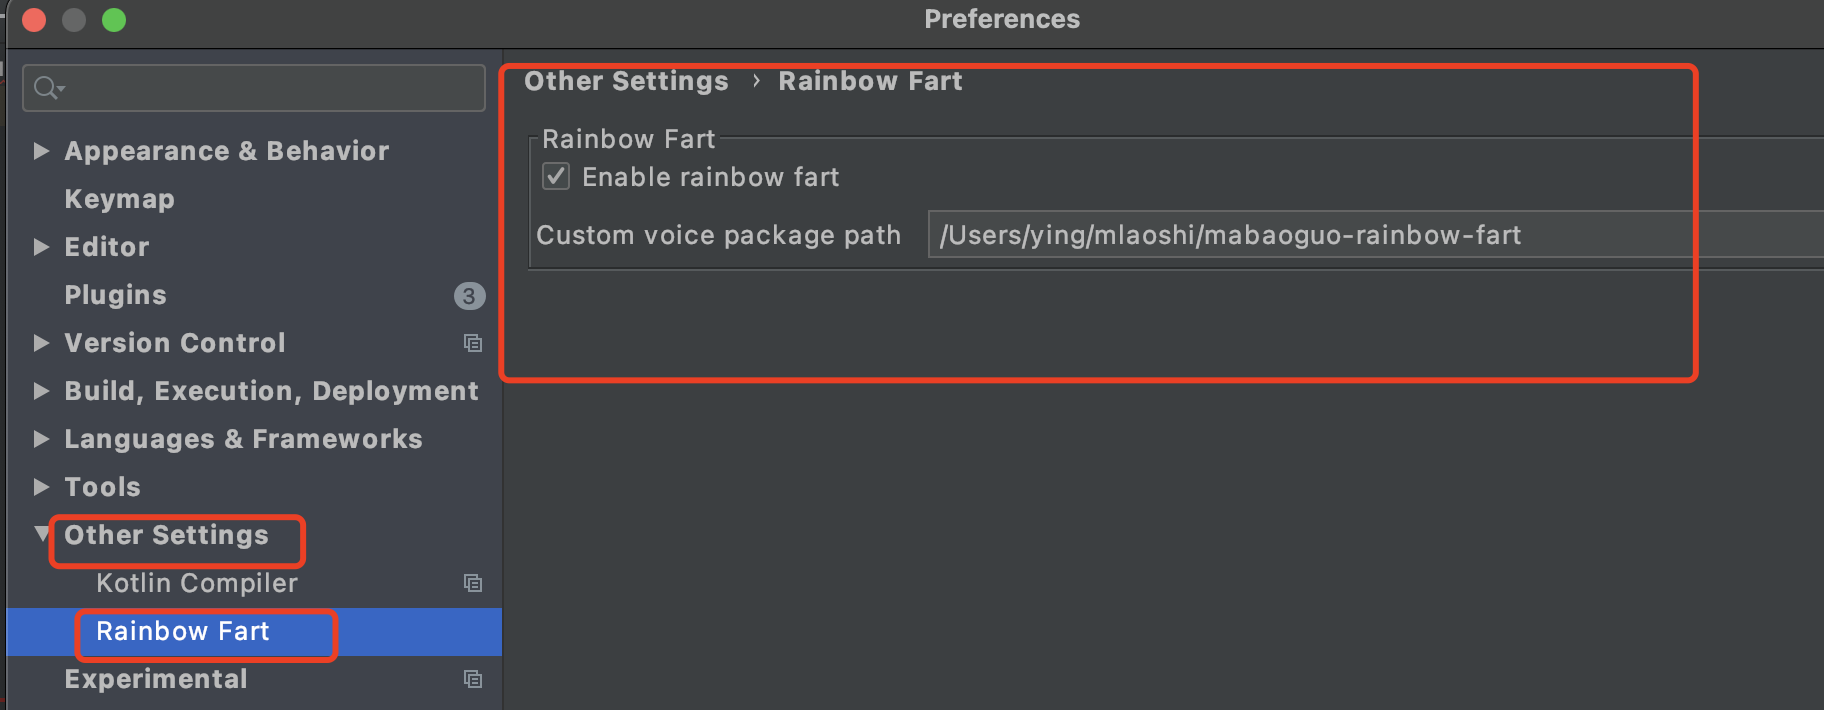 Preferences
Appearance & Behavior
Keymap
Editor
Plugins 3
Version Control
Build, Execution, Deployment
Languages & Frameworks
Tools
Other Settings
Kotlin Compiler
Rainbow Fart
Experimental
Other Settings › Rainbow Fart
Rainbow Fart
Enable rainbow fart
Custom voice package path /Users/ying/mlaoshi/mabaoguo-rainbow-fart